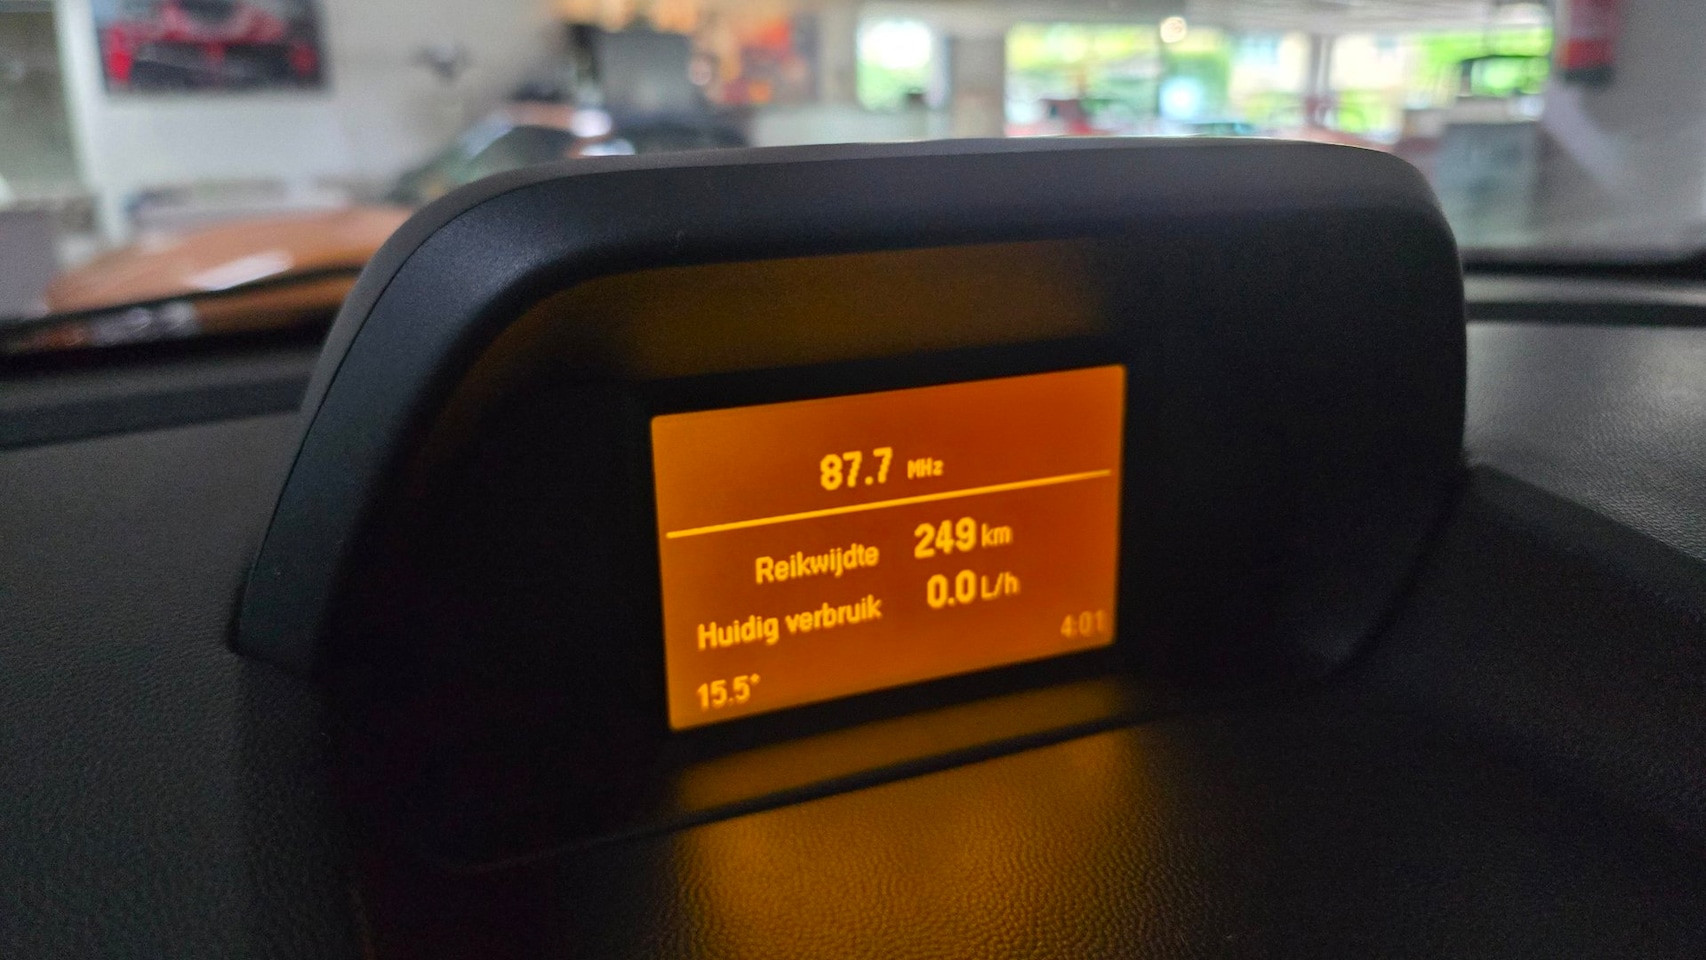 87.7 MHz
Reikwijdte 249 km
Huidig verbruik 0.0 L/h
4:01
15.5°